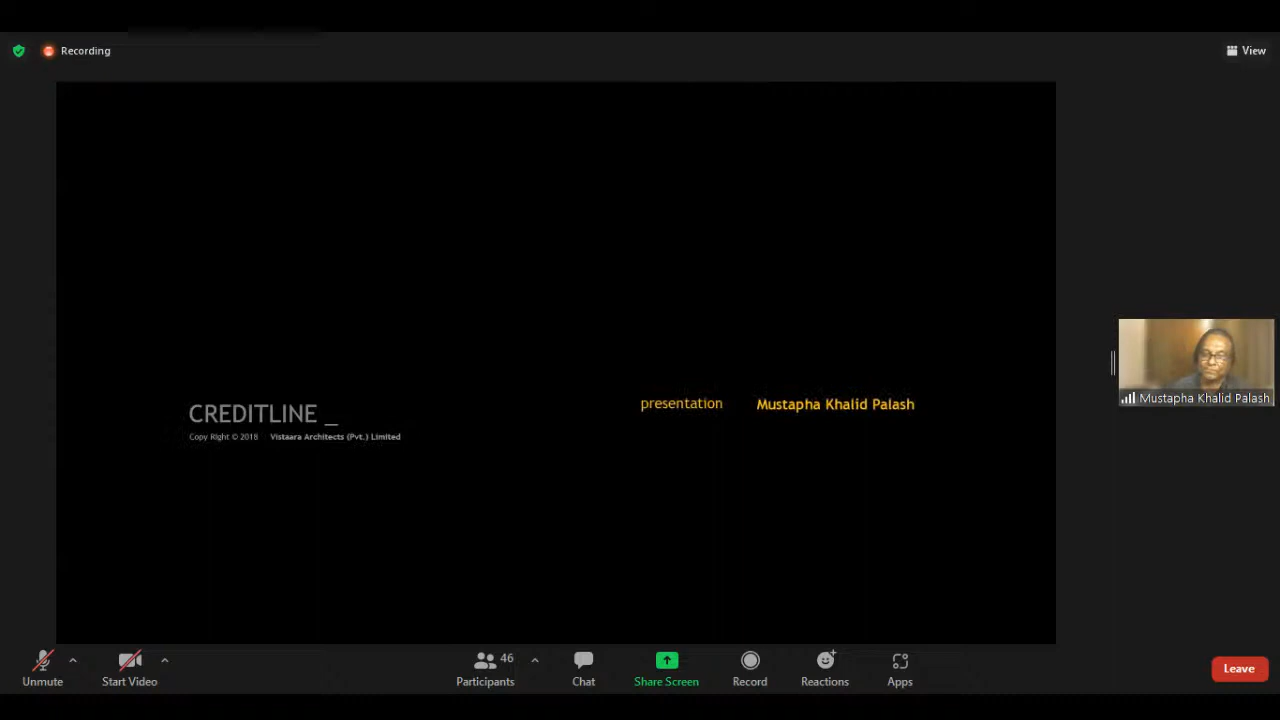 Recording
View
CREDITLINE _
Copy Right © 2018 Vistaara Architects (Pvt.) Limited
presentation Mustapha Khalid Palash
Mustapha Khalid Palash
Unmute
Start Video
46
Participants
Chat
Share Screen
Record
Reactions
Apps
Leave